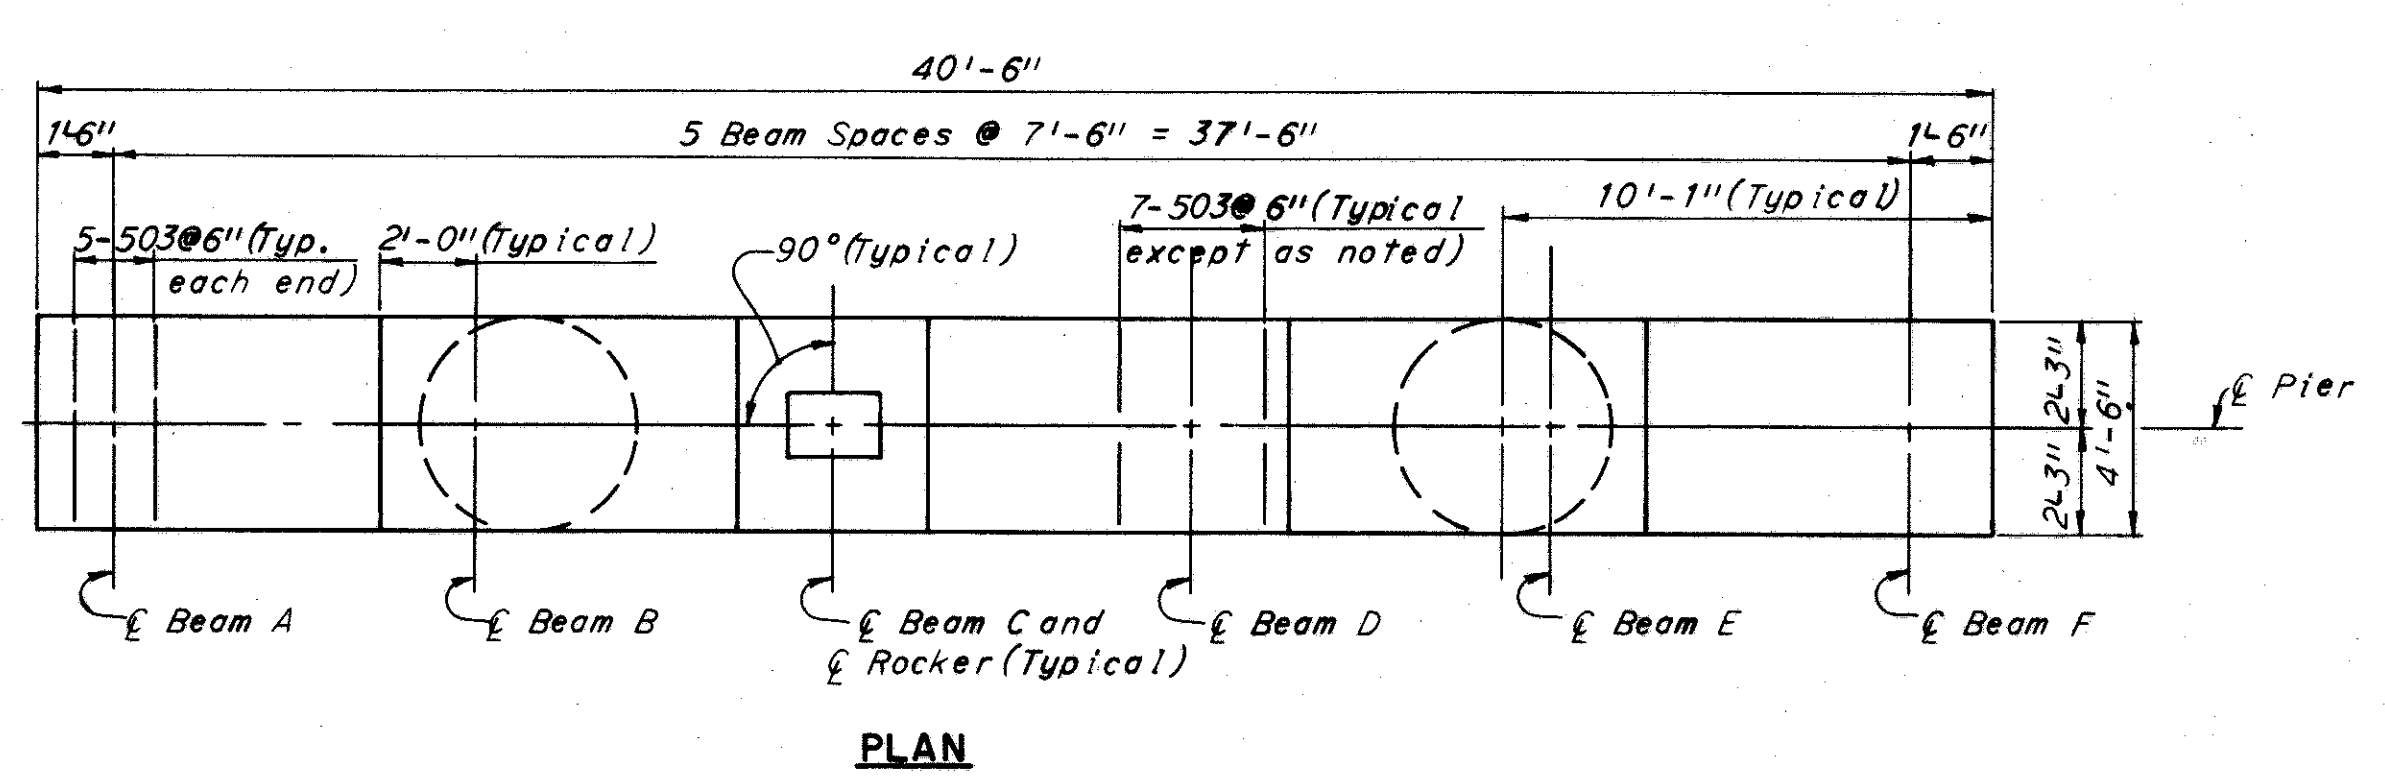 40'-6"
1'-6"
5 Beam Spaces @ 7'-6" = 37'-6"
1'-6"
10'-1" (Typical)
7-503@ 6" (Typical
except as noted)
5-503@6" (Typ.
each end)
2'-0" (Typical)
90° (Typical)
2'-3"
2'-3"
4'-6"
℄ Pier
℄ Beam A
℄ Beam B
℄ Beam C and
℄ Rocker (Typical)
℄ Beam D
℄ Beam E
℄ Beam F
PLAN